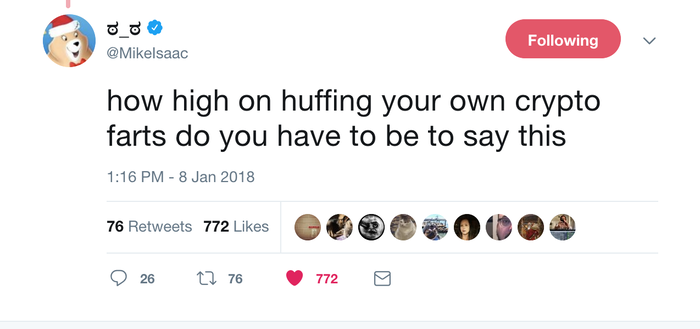 ಠ_ಠ
@MikeIsaac
Following
how high on huffing your own crypto
farts do you have to be to say this
1:16 PM - 8 Jan 2018
76 Retweets 772 Likes
26 76 772